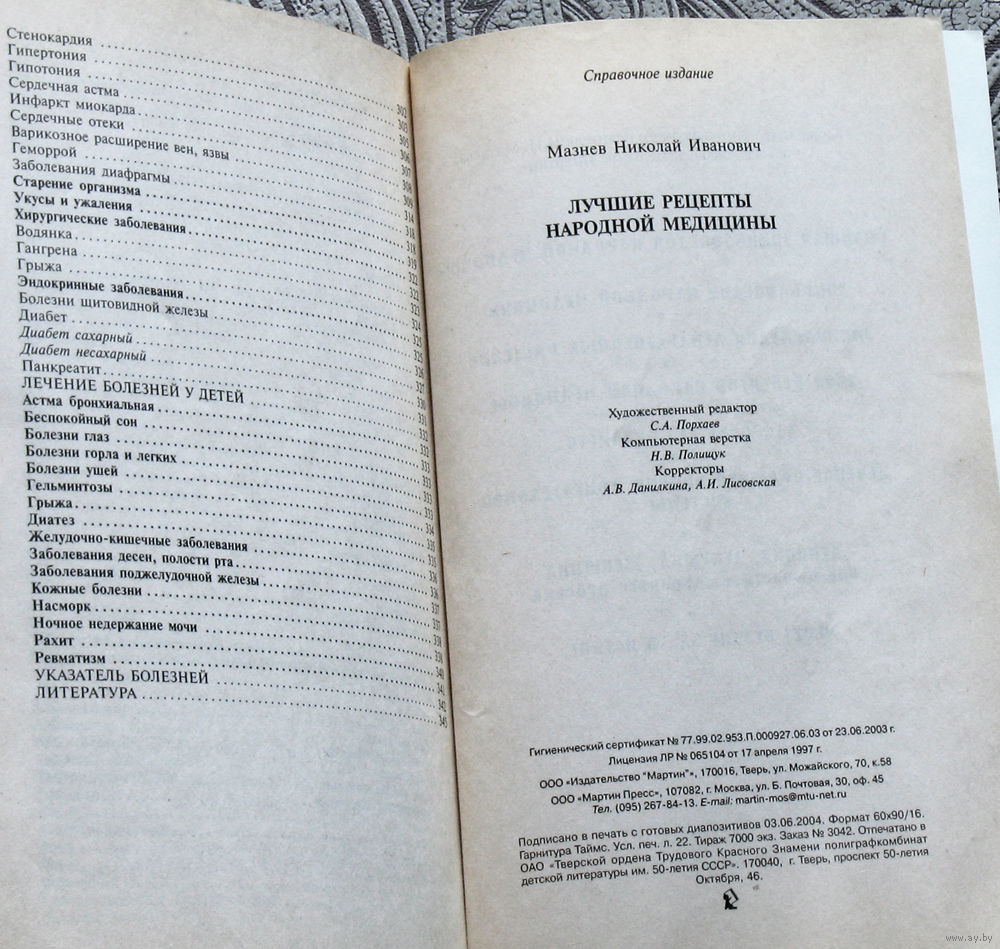 Стенокардия
Гипертония
Гипотония
Сердечная астма
Инфаркт миокарда
Сердечные отеки
Варикозное расширение вен, язвы
Геморрой
Заболевания диафрагмы
Старение организма
Укусы и ужаления
Хирургические заболевания
Водянка
Гангрена
Грыжа
Эндокринные заболевания
Болезни щитовидной железы
Диабет
Диабет сахарный
Диабет несахарный
Панкреатит
ЛЕЧЕНИЕ БОЛЕЗНЕЙ У ДЕТЕЙ
Астма бронхиальная
Беспокойный сон
Болезни глаз
Болезни горла и легких
Болезни ушей
Гельминтозы
Грыжа
Диатез
Желудочно-кишечные заболевания
Заболевания десен, полости рта
Заболевания поджелудочной железы
Кожные болезни
Насморк
Ночное недержание мочи
Рахит
Ревматизм
УКАЗАТЕЛЬ БОЛЕЗНЕЙ
ЛИТЕРАТУРА
Справочное издание
Мазнев Николай Иванович
ЛУЧШИЕ РЕЦЕПТЫ
НАРОДНОЙ МЕДИЦИНЫ
Художественный редактор
С.А. Порхаев
Компьютерная верстка
Н.В. Полищук
Корректоры
А.В. Данилкина, А.И. Лисовская
Гигиенический сертификат № 77.99.02.953.П.000927.06.03 от 23.06.2003 г.
Лицензия ЛР № 065104 от 17 апреля 1997 г.
ООО «Издательство "Мартин"», 170016, Тверь, ул. Можайского, 70, к.58
ООО «Мартин Пресс», 107082, г. Москва, ул. Б. Почтовая, 30, оф. 45
Тел. (095) 267-84-13. E-mail: martin-mos@mtu-net.ru
Подписано в печать с готовых диапозитивов 03.06.2004. Формат 60х90/16.
Гарнитура Таймс. Усл. печ. л. 22. Тираж 7000 экз. Заказ № 3042. Отпечатано в
ОАО «Тверской ордена Трудового Красного Знамени полиграфкомбинат
детской литературы им. 50-летия СССР». 170040, г. Тверь, проспект 50-летия
Октября, 46.
www.ay.by